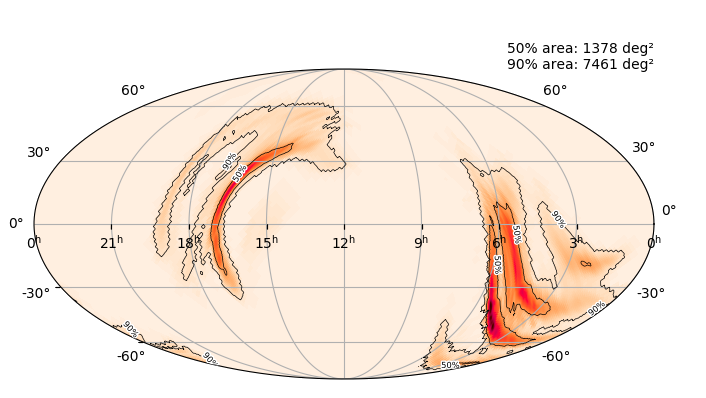 50% area: 1378 deg²
90% area: 7461 deg²
60° 60°
30° 30°
90%
50%
0° 90% 50% 0°
0h 21h 18h 15h 12h 9h 6h 3h 0h
50%
-30° -30°
90%
90%
-60° 90% 50% -60°